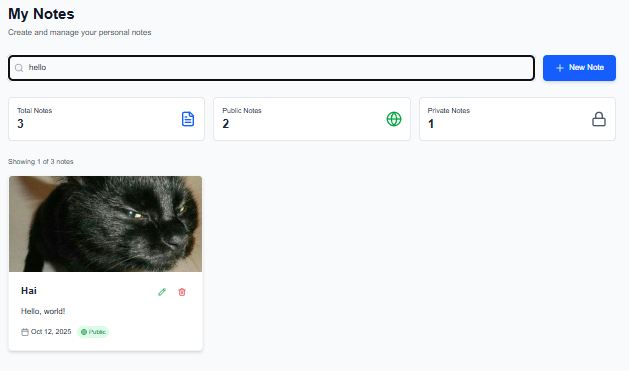 My Notes
Create and manage your personal notes
hello
New Note
Total Notes
3
Public Notes
2
Private Notes
1
Showing 1 of 3 notes
Hai
Hello, world!
Oct 12, 2025 Public